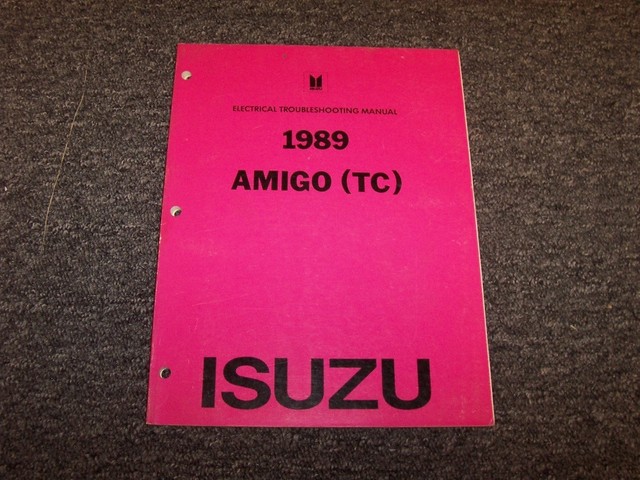 ELECTRICAL TROUBLESHOOTING MANUAL
1989
AMIGO (TC)
ISUZU